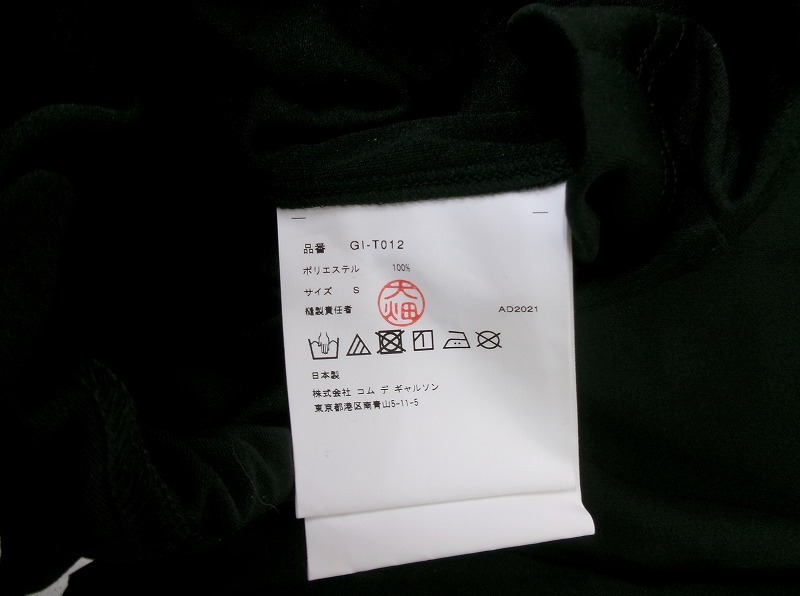 品番 GI-T012
ポリエステル 100%
サイズ S
縫製責任者 犬畑 AD2021
日本製
株式会社 コム デ ギャルソン
東京都港区南青山5-11-5